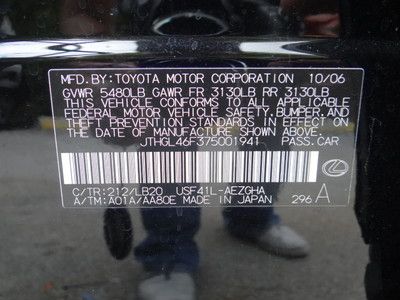 MFD. BY: TOYOTA MOTOR CORPORATION 10/06
GVWR 5480LB GAWR FR 3130LB RR 3130LB
THIS VEHICLE CONFORMS TO ALL APPLICABLE
FEDERAL MOTOR VEHICLE SAFETY, BUMPER, AND
THEFT PREVENTION STANDARDS IN EFFECT ON
THE DATE OF MANUFACTURE SHOWN ABOVE.
JTHGL46F375001941 PASS. CAR
C/TR: 212/LB20 USF41L-AEZGHA
A/TM: A01A/AA80E MADE IN JAPAN 296 A